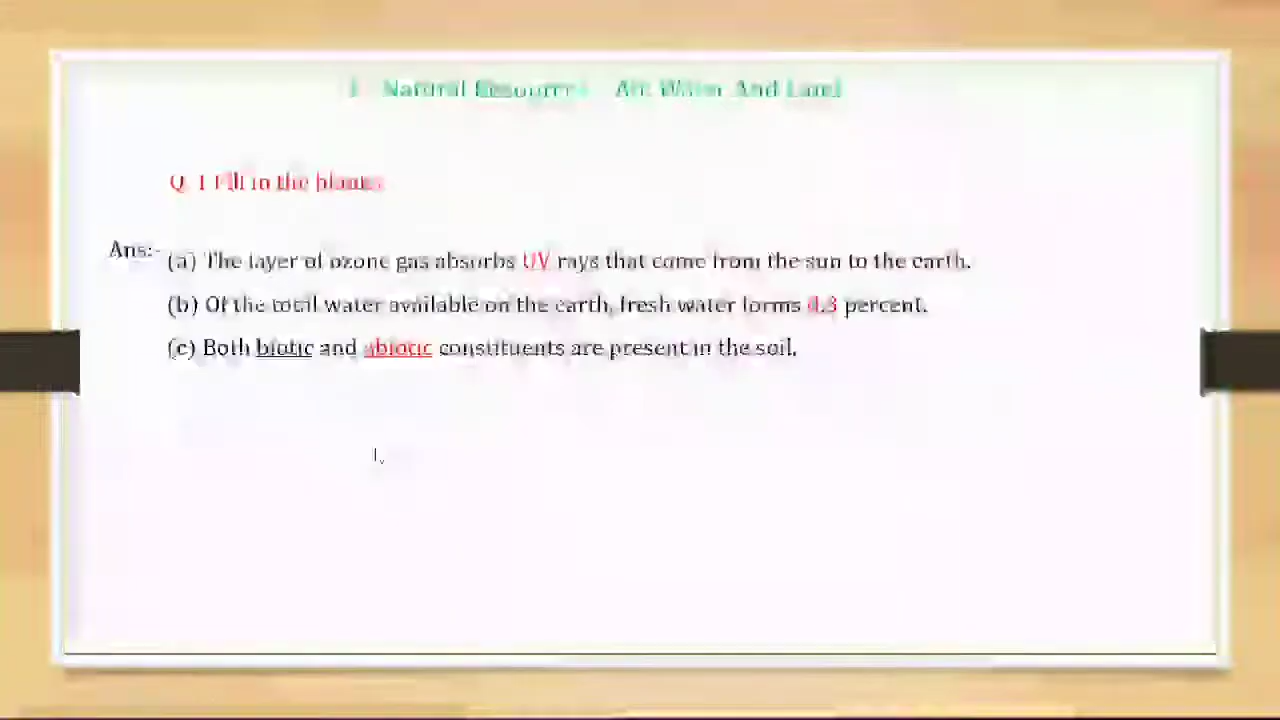 Natural Resources Air Water And Land
Q. 1 Fill in the blanks
Ans:-
(a) The layer of ozone gas absorbs UV rays that come from the sun to the earth.
(b) Of the total water available on the earth, fresh water forms percent.
(c) Both biotic and abiotic constituents are present in the soil.